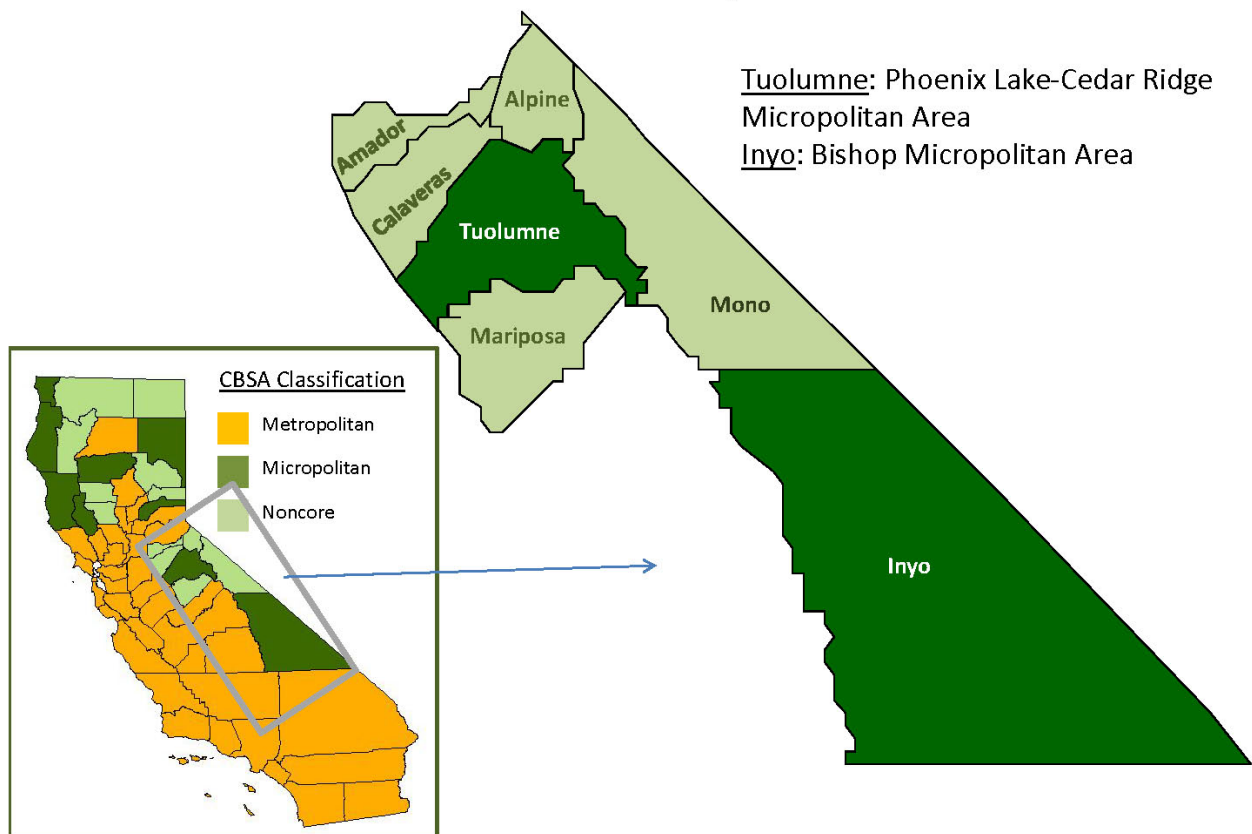 Tuolumne: Phoenix Lake-Cedar Ridge
Micropolitan Area
Inyo: Bishop Micropolitan Area
Alpine
Amador
Calaveras
Tuolumne
Mono
Mariposa
Inyo
CBSA Classification
Metropolitan
Micropolitan
Noncore